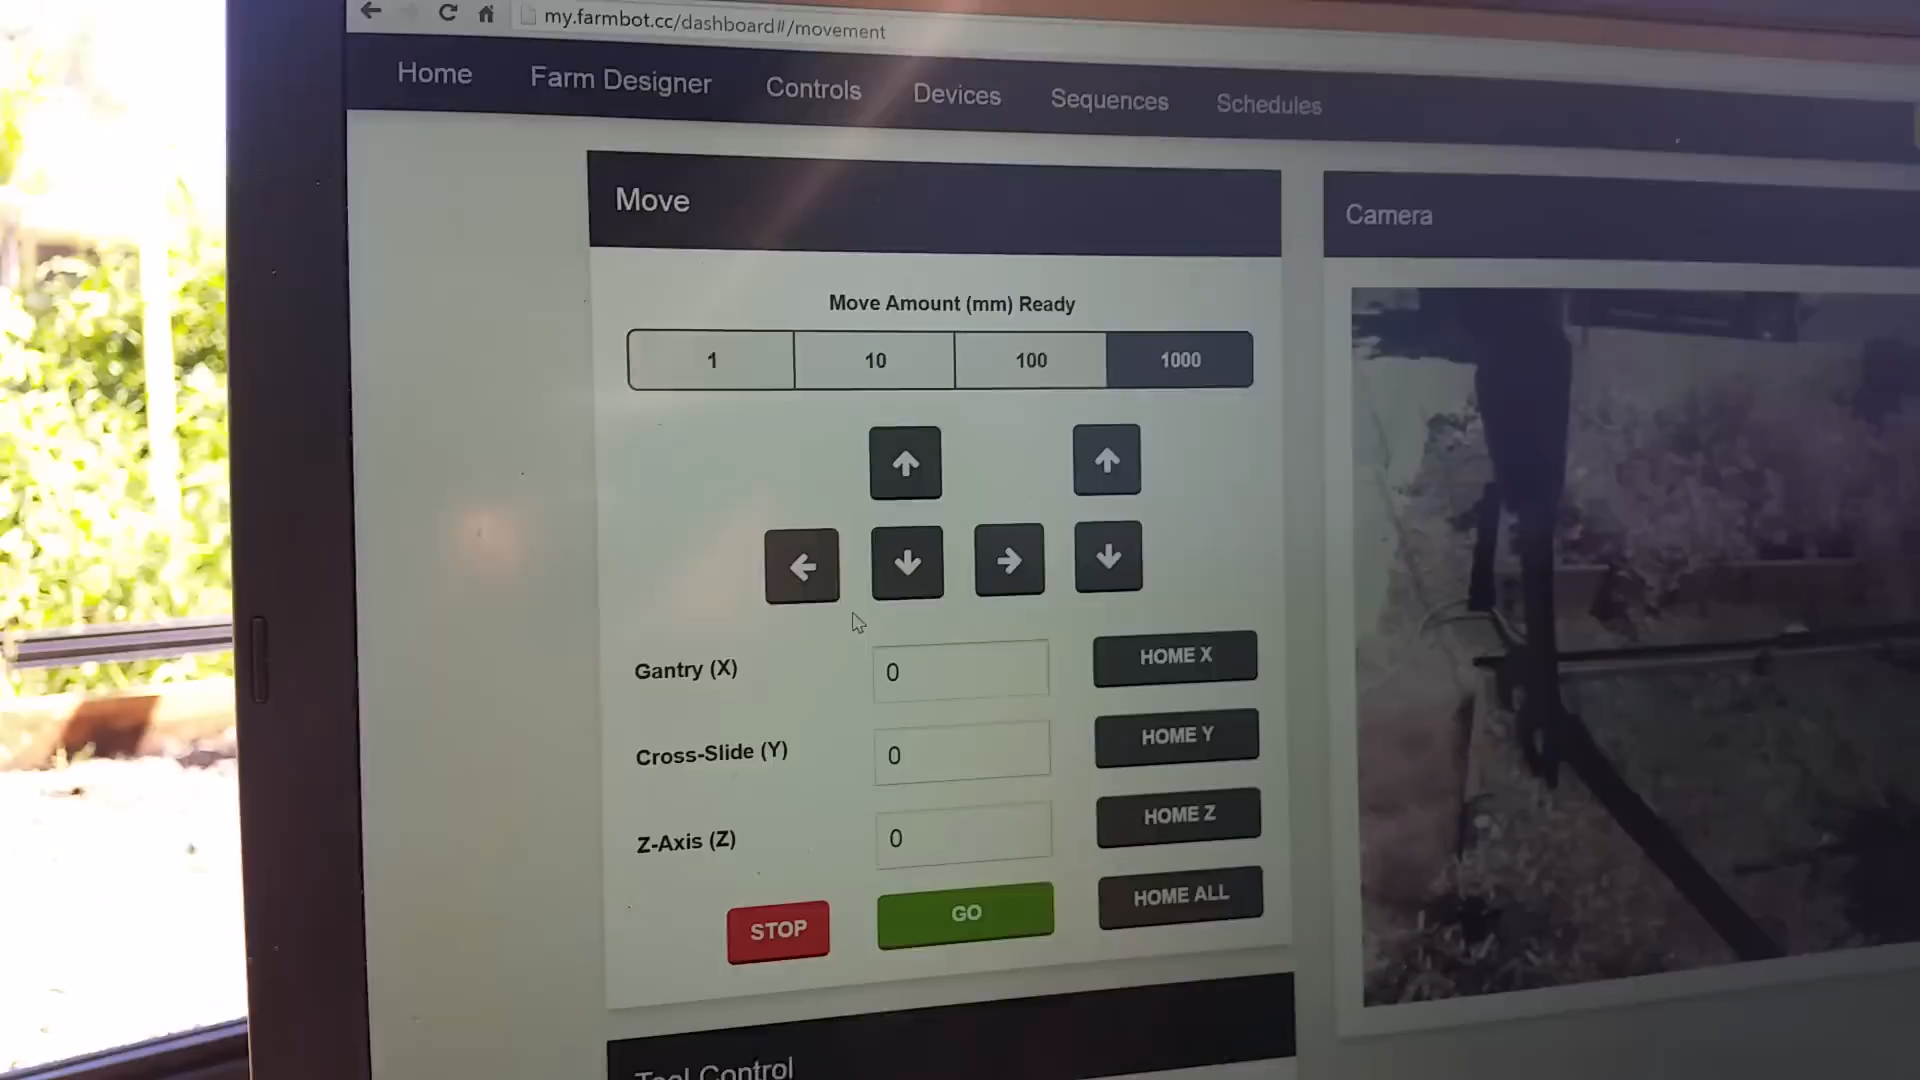 my.farmbot.cc/dashboard#/movement
Home Farm Designer Controls Devices Sequences Schedules
Move
Camera
Move Amount (mm) Ready
1 10 100 1000
Gantry (X) 0 HOME X
Cross-Slide (Y) 0 HOME Y
Z-Axis (Z) 0 HOME Z
STOP GO HOME ALL
Tool Control